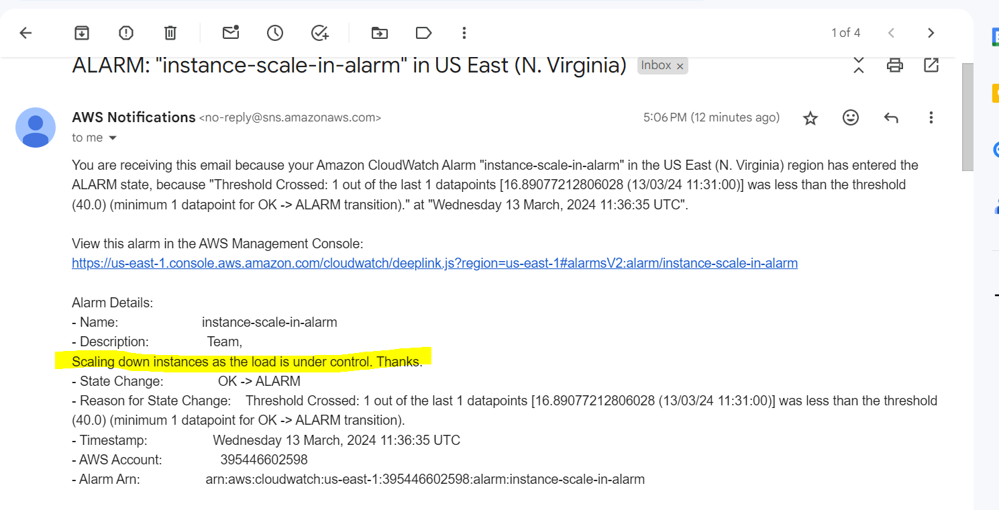 1 of 4
ALARM: "instance-scale-in-alarm" in US East (N. Virginia) Inbox ×
AWS Notifications <no-reply@sns.amazonaws.com> 5:06 PM (12 minutes ago)
to me
You are receiving this email because your Amazon CloudWatch Alarm "instance-scale-in-alarm" in the US East (N. Virginia) region has entered the
ALARM state, because "Threshold Crossed: 1 out of the last 1 datapoints [16.89077212806028 (13/03/24 11:31:00)] was less than the threshold
(40.0) (minimum 1 datapoint for OK -> ALARM transition)." at "Wednesday 13 March, 2024 11:36:35 UTC".
View this alarm in the AWS Management Console:
https://us-east-1.console.aws.amazon.com/cloudwatch/deeplink.js?region=us-east-1#alarmsV2:alarm/instance-scale-in-alarm
Alarm Details:
- Name: instance-scale-in-alarm
- Description: Team,
Scaling down instances as the load is under control. Thanks.
- State Change: OK -> ALARM
- Reason for State Change: Threshold Crossed: 1 out of the last 1 datapoints [16.89077212806028 (13/03/24 11:31:00)] was less than the threshold
(40.0) (minimum 1 datapoint for OK -> ALARM transition).
- Timestamp: Wednesday 13 March, 2024 11:36:35 UTC
- AWS Account: 395446602598
- Alarm Arn: arn:aws:cloudwatch:us-east-1:395446602598:alarm:instance-scale-in-alarm